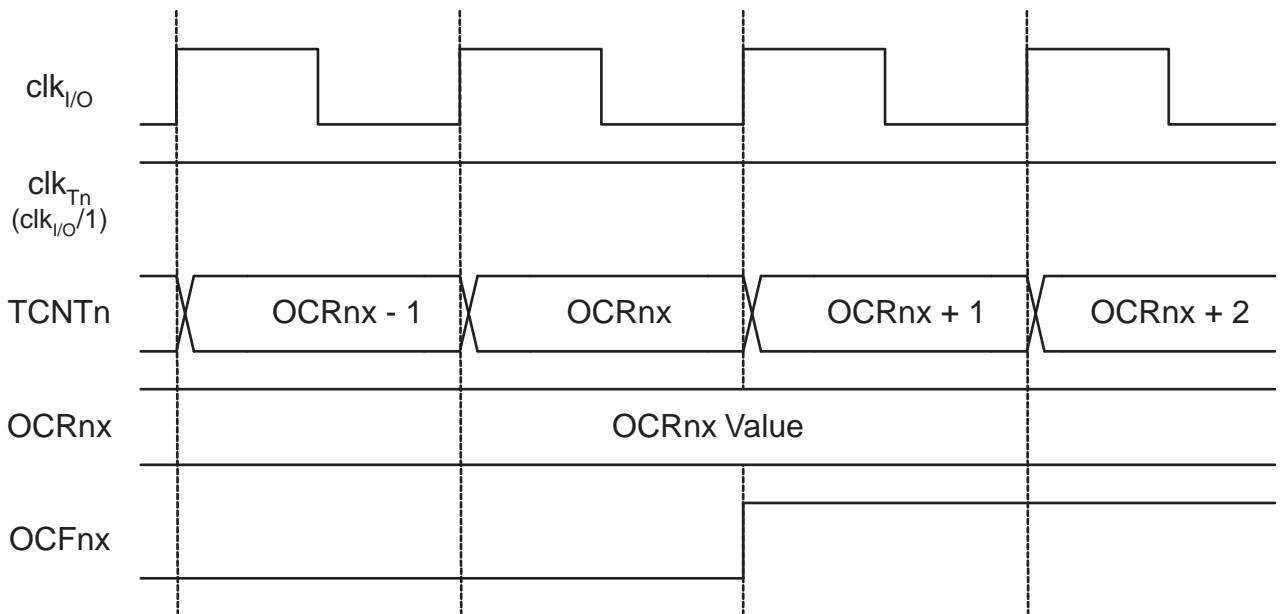 clkI/O
clkTn
(clkI/O/1)
TCNTn OCRnx - 1 OCRnx OCRnx + 1 OCRnx + 2
OCRnx OCRnx Value
OCFnx